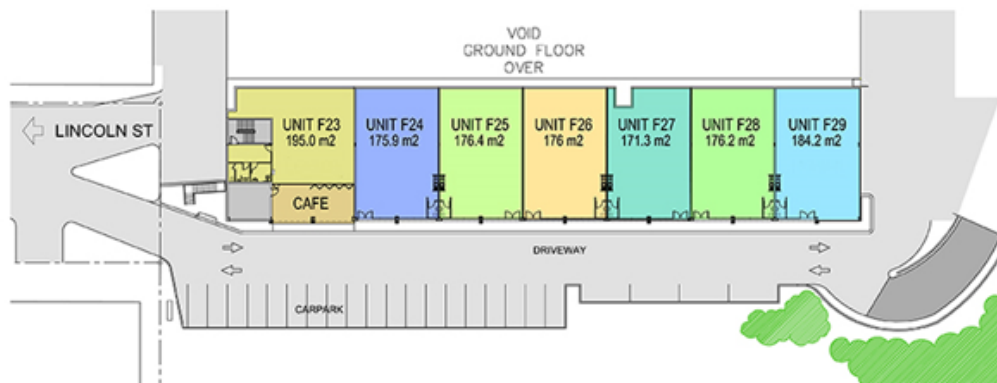 VOID
GROUND FLOOR
OVER
LINCOLN ST
UNIT F23
195.0 m2
UNIT F24
175.9 m2
UNIT F25
176.4 m2
UNIT F26
176 m2
UNIT F27
171.3 m2
UNIT F28
176.2 m2
UNIT F29
184.2 m2
CAFE
DRIVEWAY
CARPARK